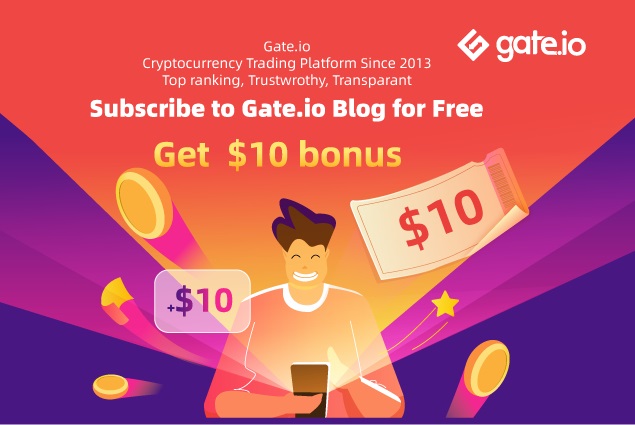 gate.io
Gate.io
Cryptocurrency Trading Platform Since 2013
Top ranking, Trustwrothy, Transparant
Subscribe to Gate.io Blog for Free
Get $10 bonus
$10
+$10